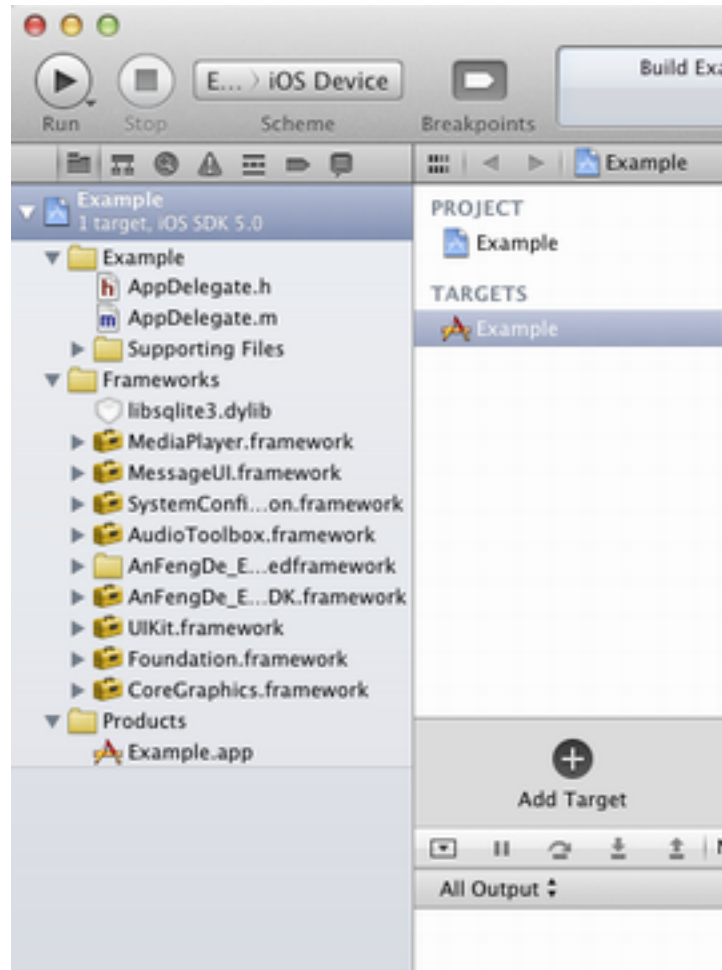 Build Exa
E... › iOS Device
Run
Stop
Scheme
Breakpoints
Example
Example
1 target, iOS SDK 5.0
Example
h AppDelegate.h
m AppDelegate.m
Supporting Files
Frameworks
libsqlite3.dylib
MediaPlayer.framework
MessageUI.framework
SystemConfi...on.framework
AudioToolbox.framework
AnFengDe_E...edframework
AnFengDe_E...DK.framework
UIKit.framework
Foundation.framework
CoreGraphics.framework
Products
Example.app
PROJECT
Example
TARGETS
Example
Add Target
All Output